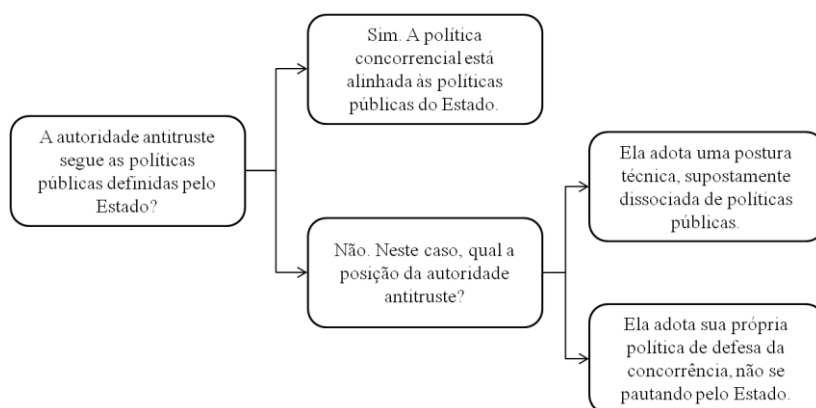 A autoridade antitruste
segue as políticas
públicas definidas pelo
Estado?
Sim. A política
concorrencial está
alinhada às políticas
públicas do Estado.
Não. Neste caso, qual a
posição da autoridade
antitruste?
Ela adota uma postura
técnica, supostamente
dissociada de políticas
públicas.
Ela adota sua própria
política de defesa da
concorrência, não se
pautando pelo Estado.